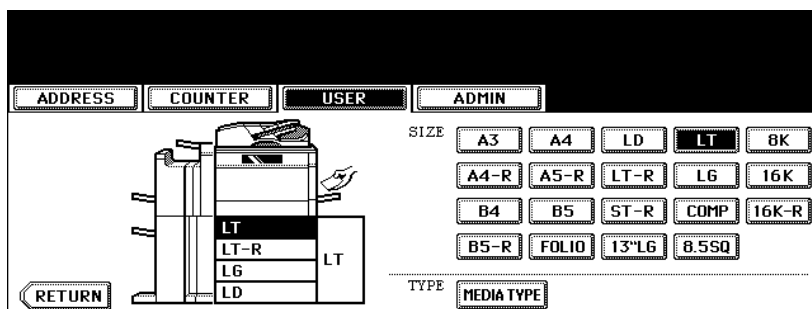 ADDRESS COUNTER USER ADMIN
SIZE A3 A4 LD LT 8K
A4-R A5-R LT-R LG 16K
B4 B5 ST-R COMP 16K-R
B5-R FOLIO 13"LG 8.5SQ
LT
LT-R
LG
LD
LT
RETURN
TYPE MEDIA TYPE